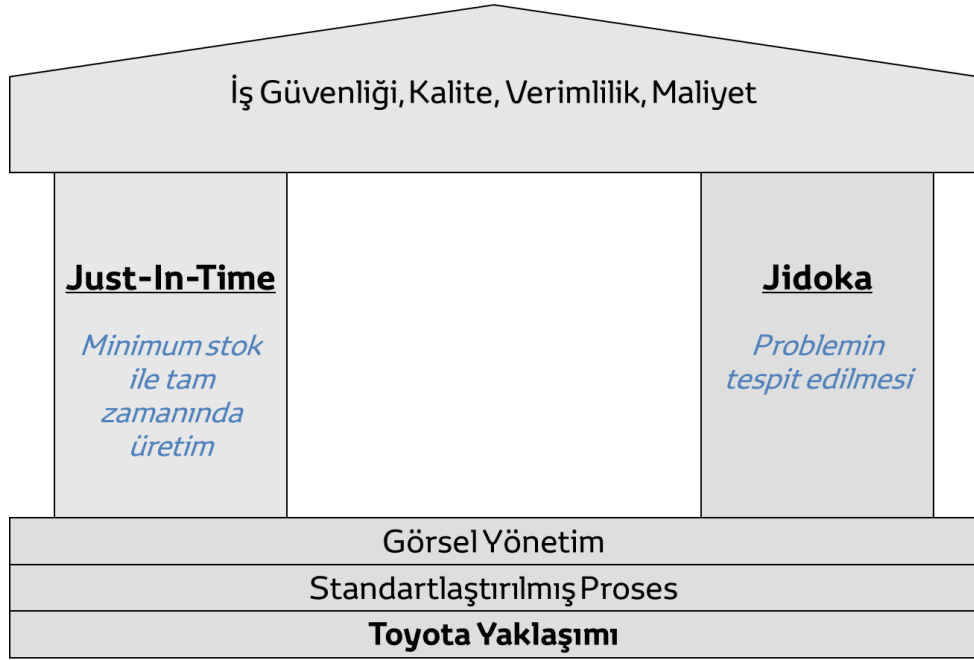 İş Güvenliği, Kalite, Verimlilik, Maliyet
Just-In-Time
Minimum stok
ile tam
zamanında
üretim
Jidoka
Problemin
tespit edilmesi
Görsel Yönetim
Standartlaştırılmış Proses
Toyota Yaklaşımı